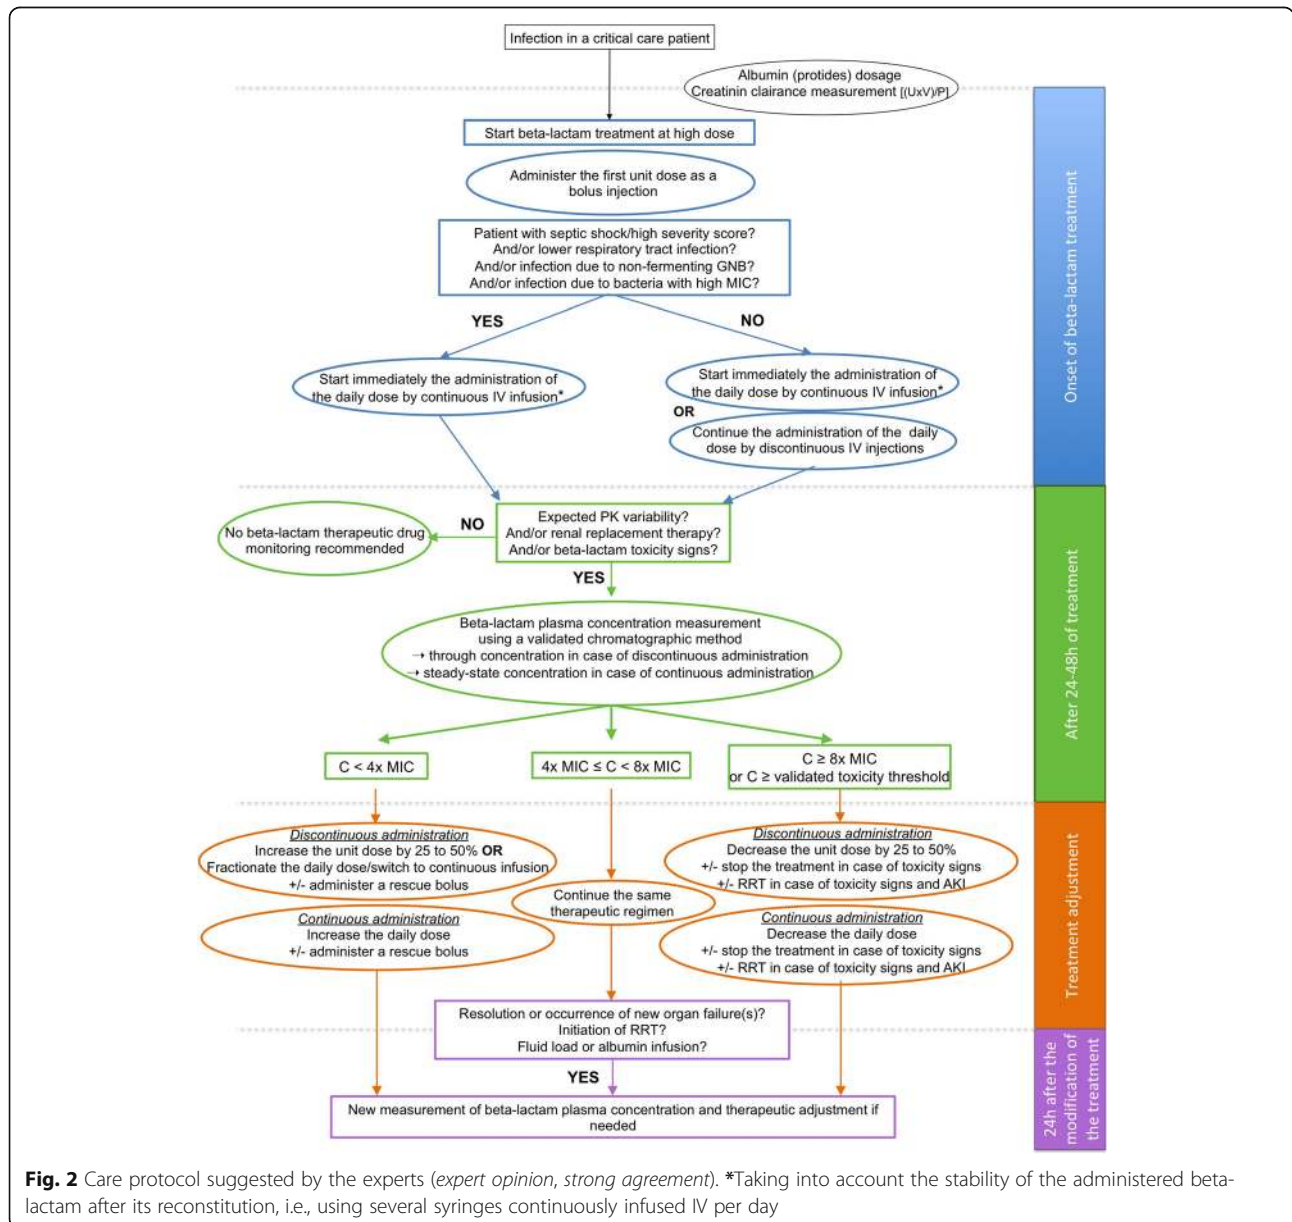 Infection in a critical care patient
Albumin (protides) dosage
Creatinin clairance measurement [(UxV)/P]
Start beta-lactam treatment at high dose
Administer the first unit dose as a
bolus injection
Patient with septic shock/high severity score?
And/or lower respiratory tract infection?
And/or infection due to non-fermenting GNB?
And/or infection due to bacteria with high MIC?
YES
NO
Start immediately the administration of
the daily dose by continuous IV infusion*
Start immediately the administration of
the daily dose by continuous IV infusion*
OR
Continue the administration of the daily
dose by discontinuous IV injections
Onset of beta-lactam treatment
Expected PK variability?
And/or renal replacement therapy?
And/or beta-lactam toxicity signs?
NO
No beta-lactam therapeutic drug
monitoring recommended
YES
Beta-lactam plasma concentration measurement
using a validated chromatographic method
→ through concentration in case of discontinuous administration
→ steady-state concentration in case of continuous administration
C < 4x MIC
4x MIC ≤ C < 8x MIC
C ≥ 8x MIC
or C ≥ validated toxicity threshold
After 24-48h of treatment
Discontinuous administration
Increase the unit dose by 25 to 50% OR
Fractionate the daily dose/switch to continuous infusion
+/- administer a rescue bolus
Continuous administration
Increase the daily dose
+/- administer a rescue bolus
Continue the same
therapeutic regimen
Discontinuous administration
Decrease the unit dose by 25 to 50%
+/- stop the treatment in case of toxicity signs
+/- RRT in case of toxicity signs and AKI
Continuous administration
Decrease the daily dose
+/- stop the treatment in case of toxicity signs
+/- RRT in case of toxicity signs and AKI
Treatment adjustment
Resolution or occurrence of new organ failure(s)?
Initiation of RRT?
Fluid load or albumin infusion?
YES
New measurement of beta-lactam plasma concentration and therapeutic adjustment if
needed
24h after the
modification of
the treatment
Fig. 2 Care protocol suggested by the experts (expert opinion, strong agreement). *Taking into account the stability of the administered beta-
lactam after its reconstitution, i.e., using several syringes continuously infused IV per day